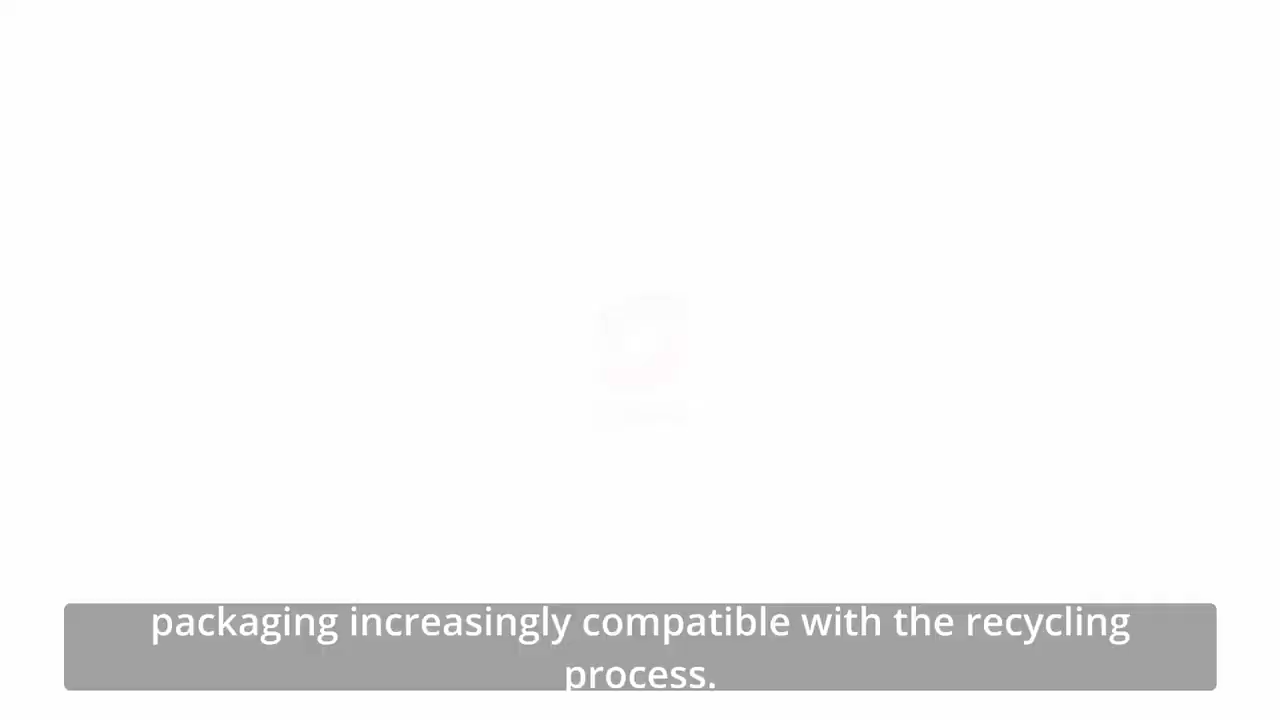 packaging increasingly compatible with the recycling
process.